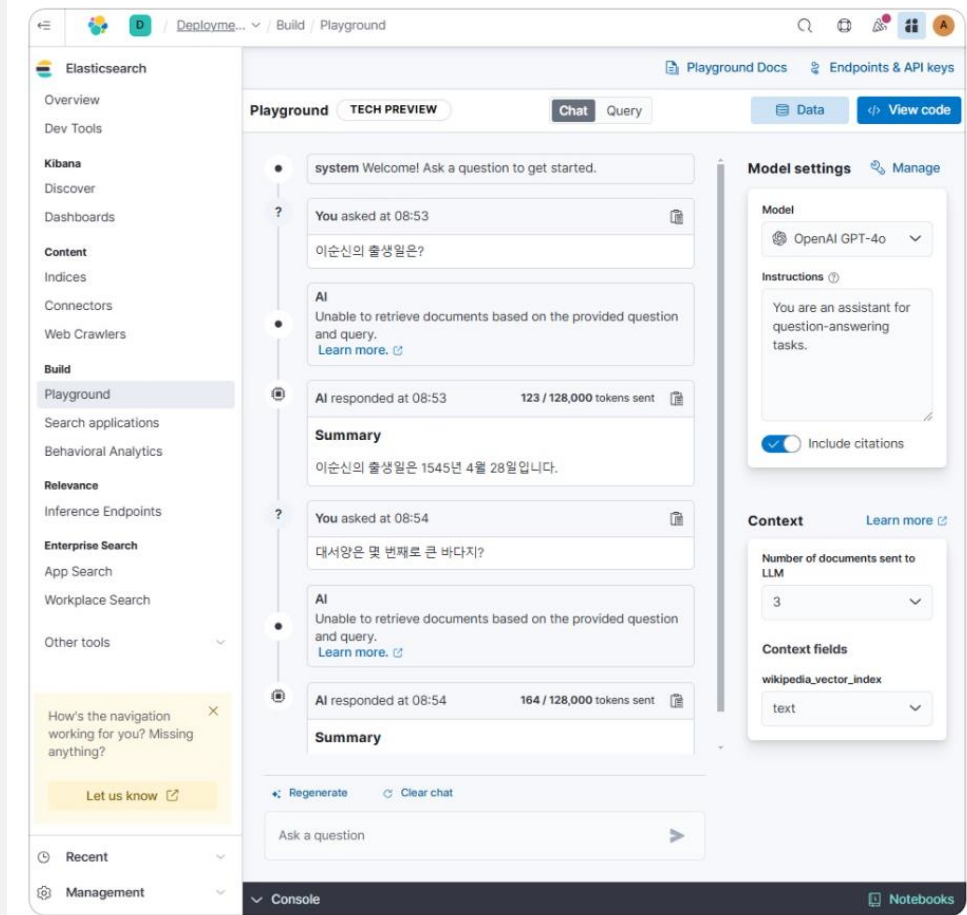 D / Deployme... / Build / Playground
A
Elasticsearch
Overview
Dev Tools
Kibana
Discover
Dashboards
Content
Indices
Connectors
Web Crawlers
Build
Playground
Search applications
Behavioral Analytics
Relevance
Inference Endpoints
Enterprise Search
App Search
Workplace Search
Other tools
How's the navigation
working for you? Missing
anything?
Let us know
Recent
Management
Playground Docs
Endpoints & API keys
Playground TECH PREVIEW
Chat Query
Data
View code
system Welcome! Ask a question to get started.
? You asked at 08:53
이순신의 출생일은?
AI
Unable to retrieve documents based on the provided question
and query.
Learn more.
AI responded at 08:53 123 / 128,000 tokens sent
Summary
이순신의 출생일은 1545년 4월 28일입니다.
? You asked at 08:54
대서양은 몇 번째로 큰 바다지?
AI
Unable to retrieve documents based on the provided question
and query.
Learn more.
AI responded at 08:54 164 / 128,000 tokens sent
Summary
Regenerate Clear chat
Ask a question
Model settings Manage
Model
OpenAI GPT-4o
Instructions ?
You are an assistant for
question-answering
tasks.
Include citations
Context Learn more
Number of documents sent to
LLM
3
Context fields
wikipedia_vector_index
text
Console
Notebooks